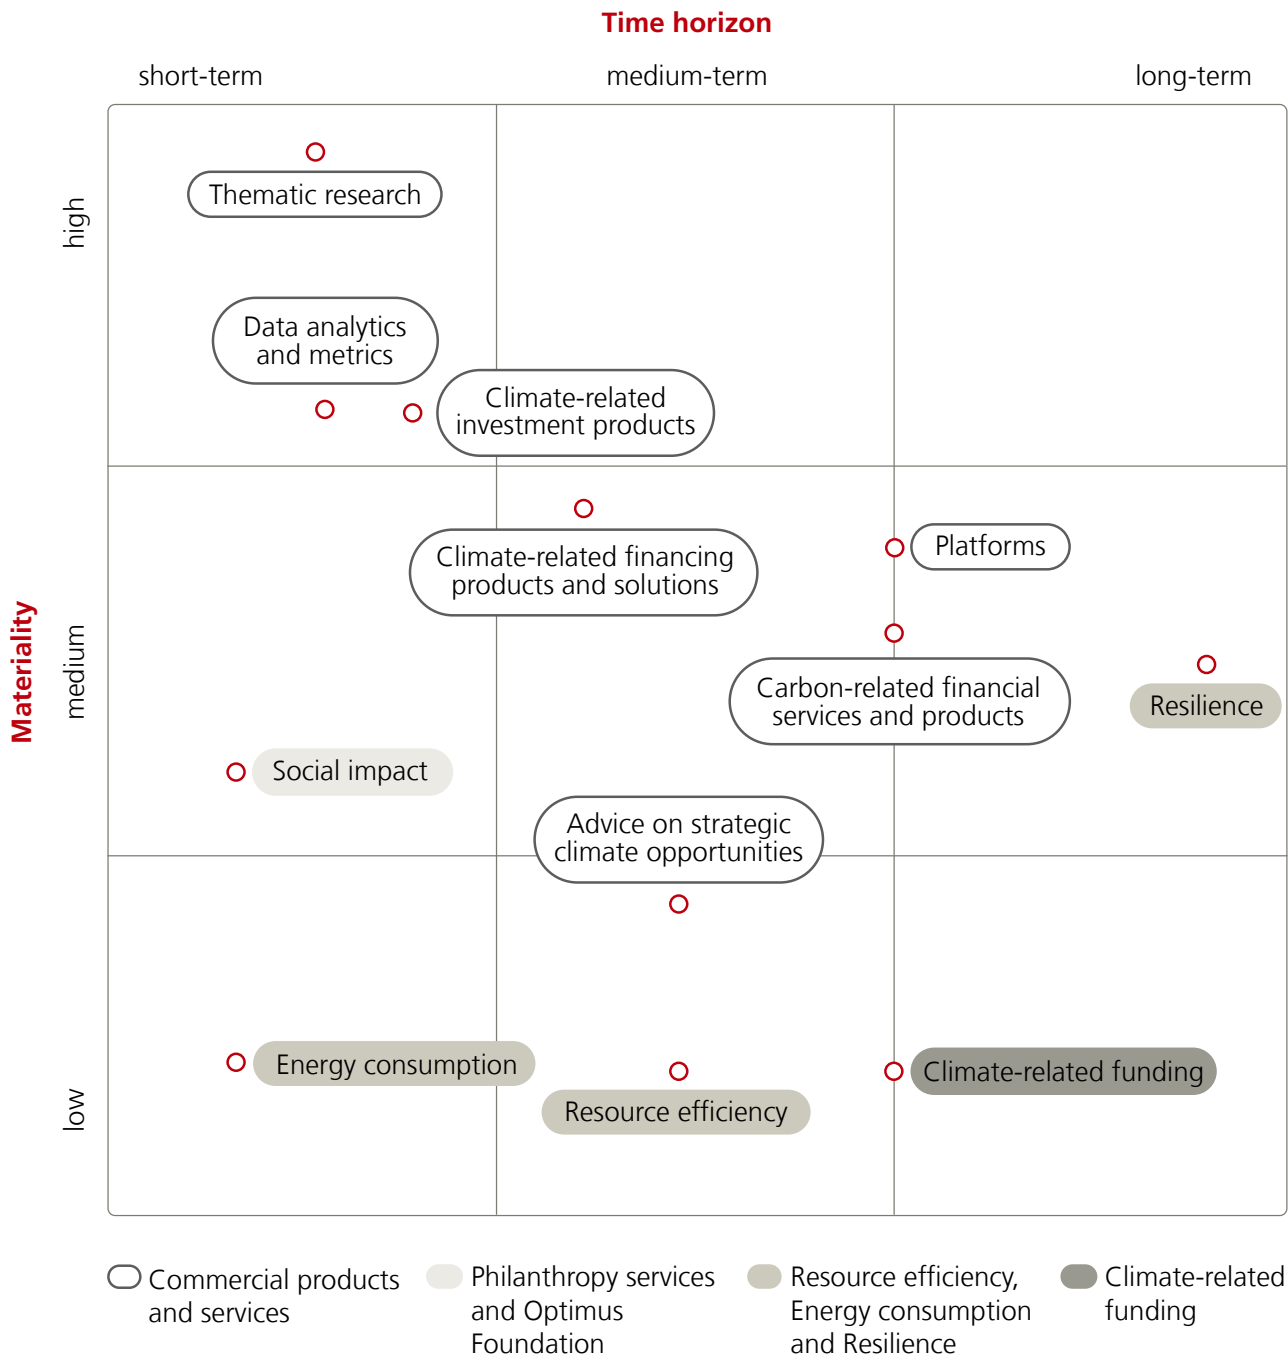 Time horizon
short-term
medium-term
long-term
high
Thematic research
Data analytics
and metrics
Climate-related
investment products
Materiality
medium
Climate-related financing
products and solutions
Platforms
Carbon-related financial
services and products
Resilience
Social impact
Advice on strategic
climate opportunities
low
Energy consumption
Resource efficiency
Climate-related funding
Commercial products
and services
Philanthropy services
and Optimus
Foundation
Resource efficiency,
Energy consumption
and Resilience
Climate-related
funding